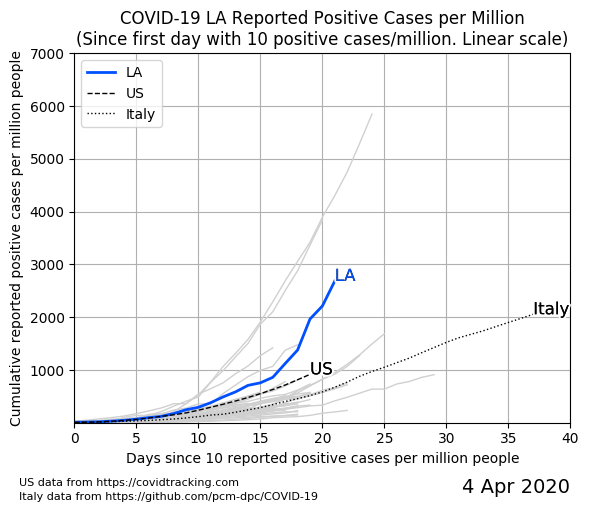 COVID-19 LA Reported Positive Cases per Million
(Since first day with 10 positive cases/million. Linear scale)
Cumulative reported positive cases per million people
7000
6000
5000
4000
3000
2000
1000
LA
US
Italy
LA
Italy
US
0 5 10 15 20 25 30 35 40
Days since 10 reported positive cases per million people
US data from https://covidtracking.com
Italy data from https://github.com/pcm-dpc/COVID-19
4 Apr 2020